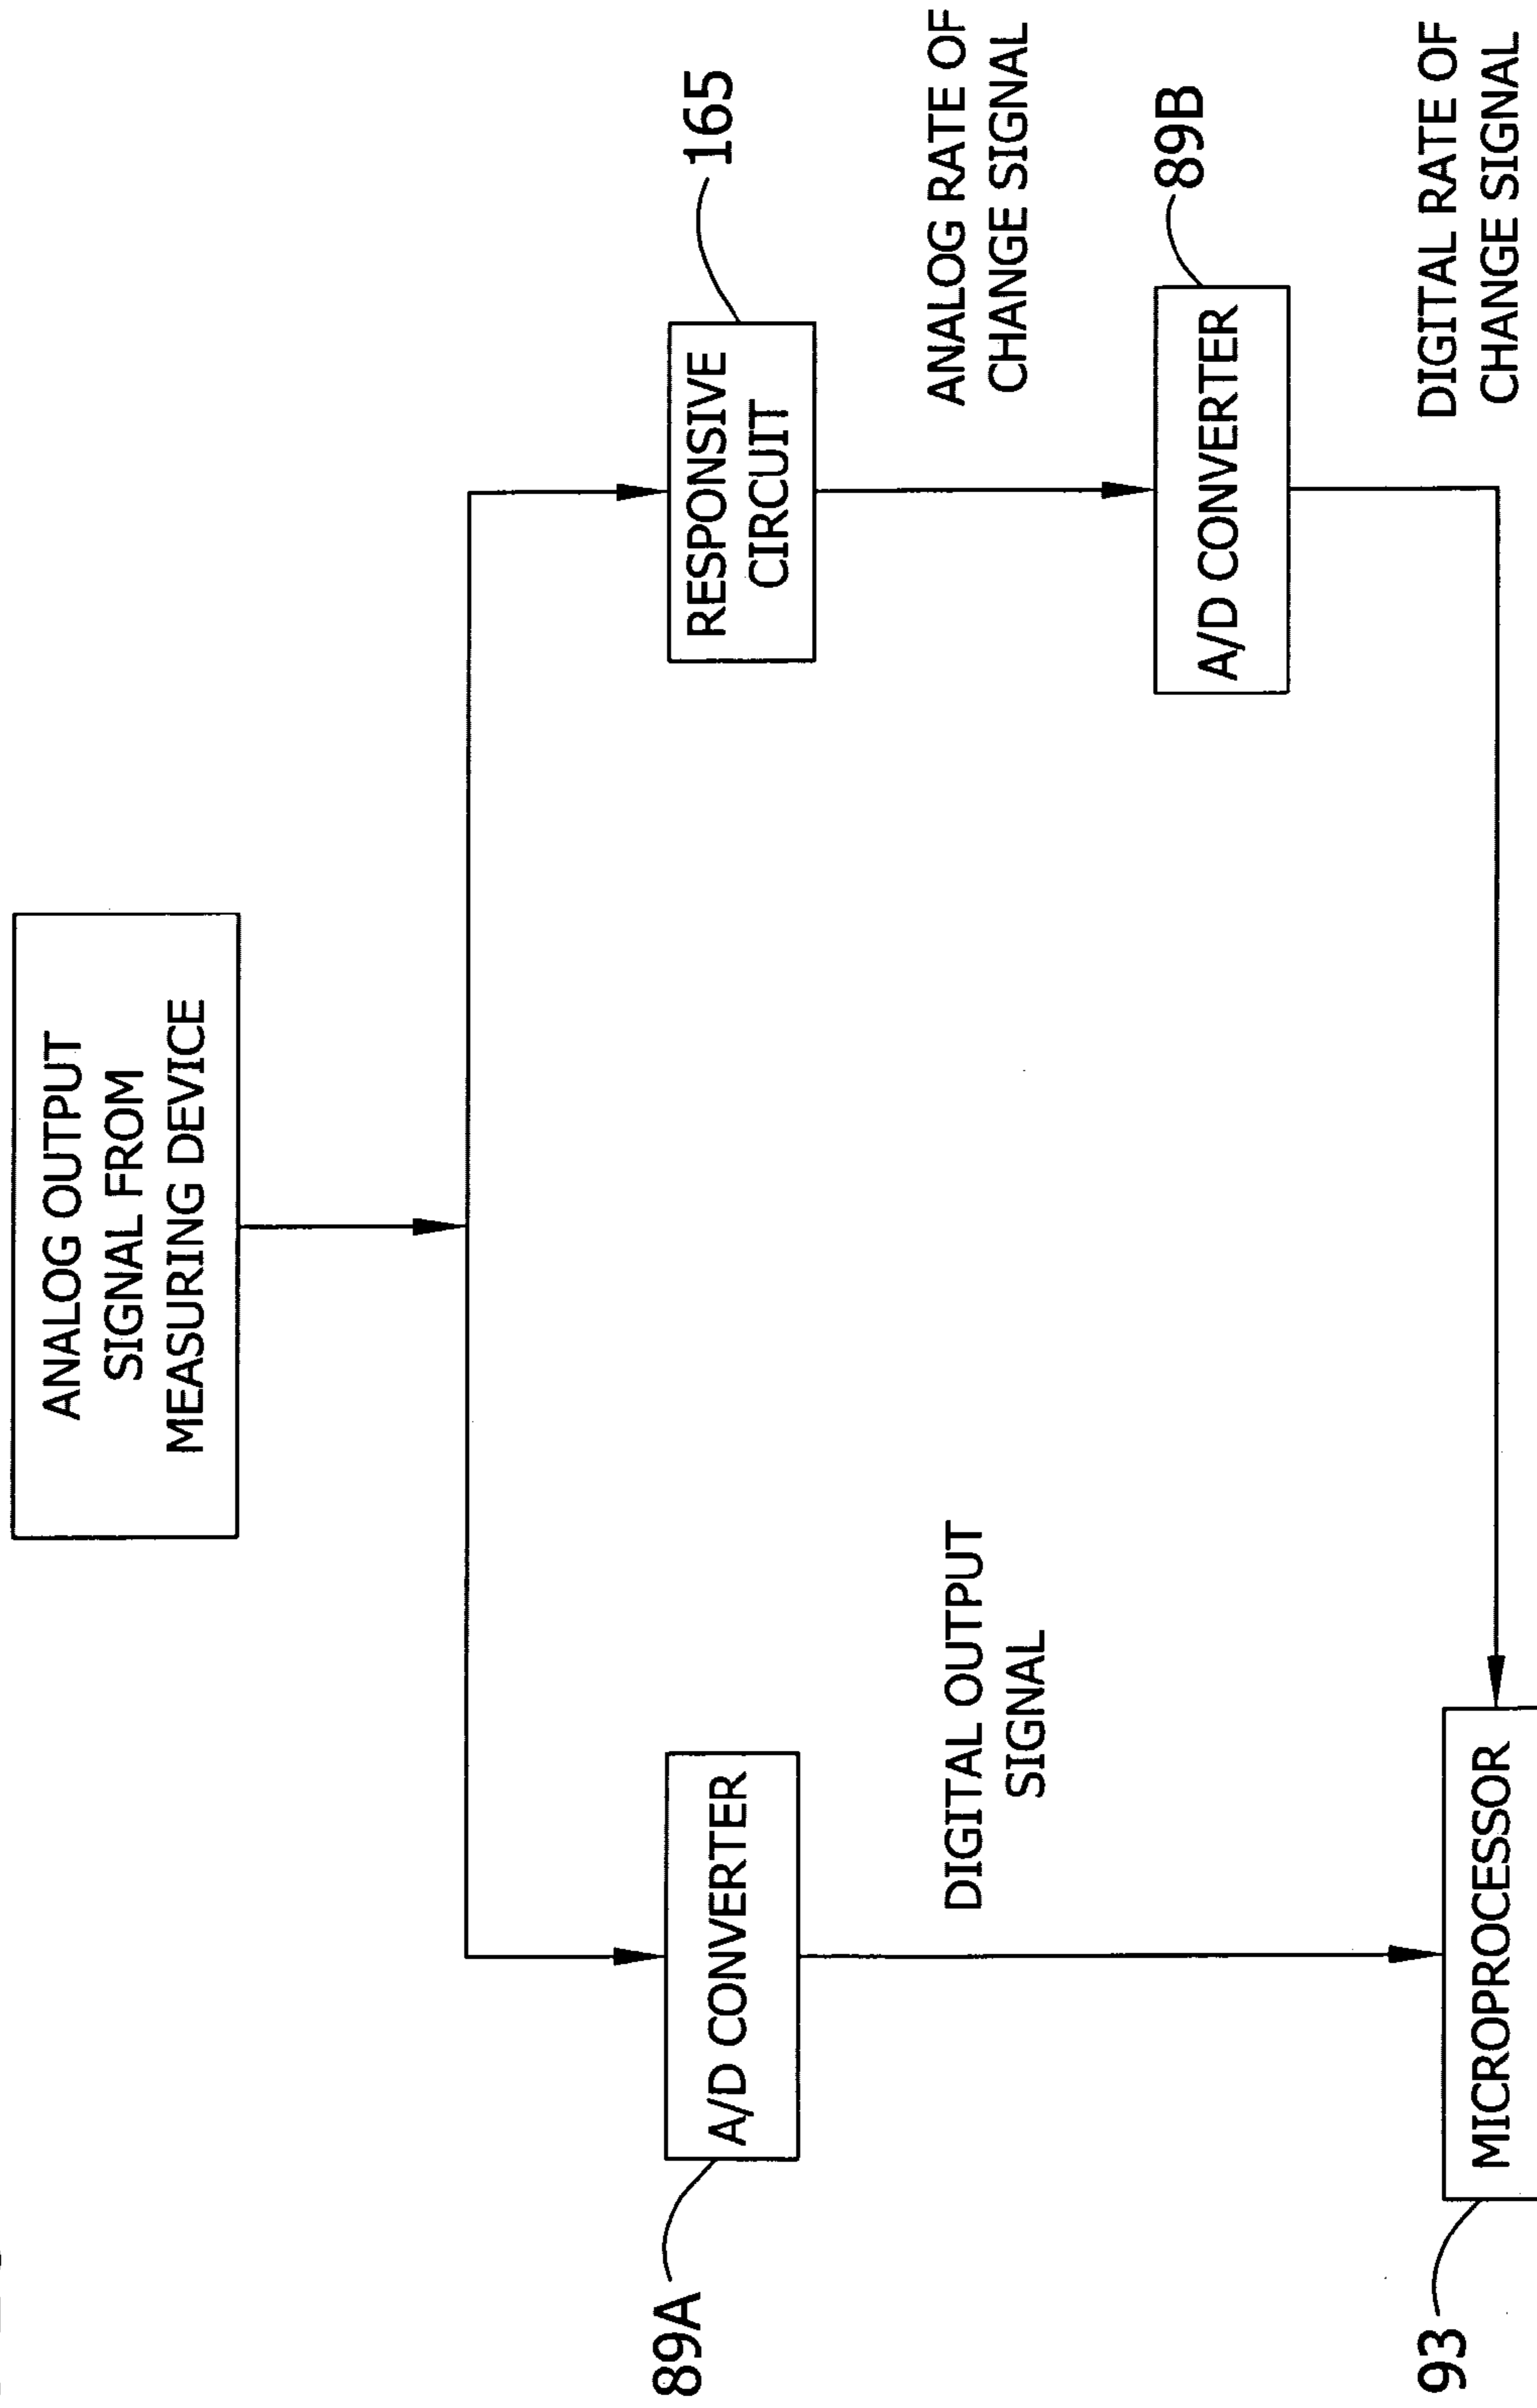 ANALOG OUTPUT
SIGNAL FROM
MEASURING DEVICE
89A
A/D CONVERTER
RESPONSIVE
CIRCUIT
165
DIGITAL OUTPUT
SIGNAL
ANALOG RATE OF
CHANGE SIGNAL
A/D CONVERTER
89B
93
MICROPROCESSOR
DIGITAL RATE OF
CHANGE SIGNAL